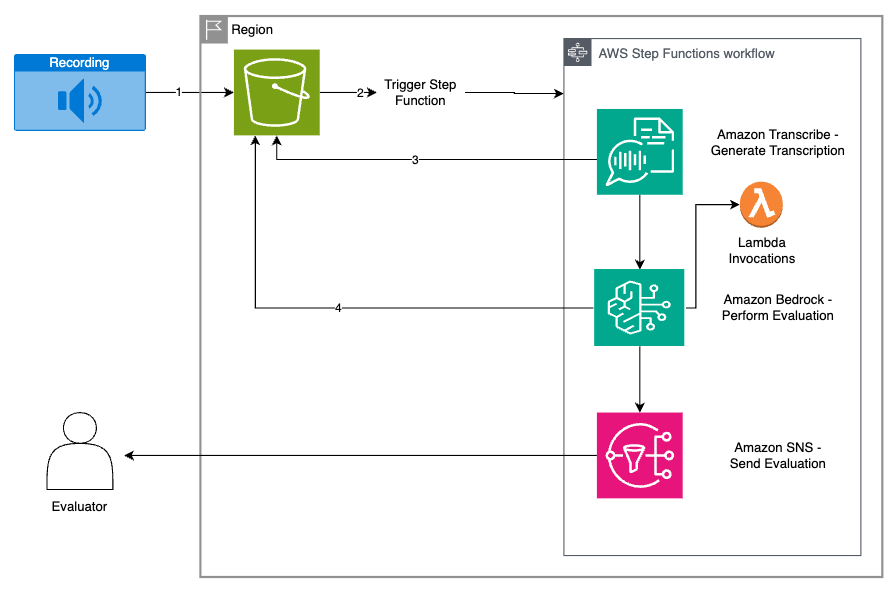 Region
Recording
AWS Step Functions workflow
1
2
Trigger Step
Function
Amazon Transcribe -
Generate Transcription
3
Lambda
Invocations
Amazon Bedrock -
Perform Evaluation
4
Amazon SNS -
Send Evaluation
Evaluator